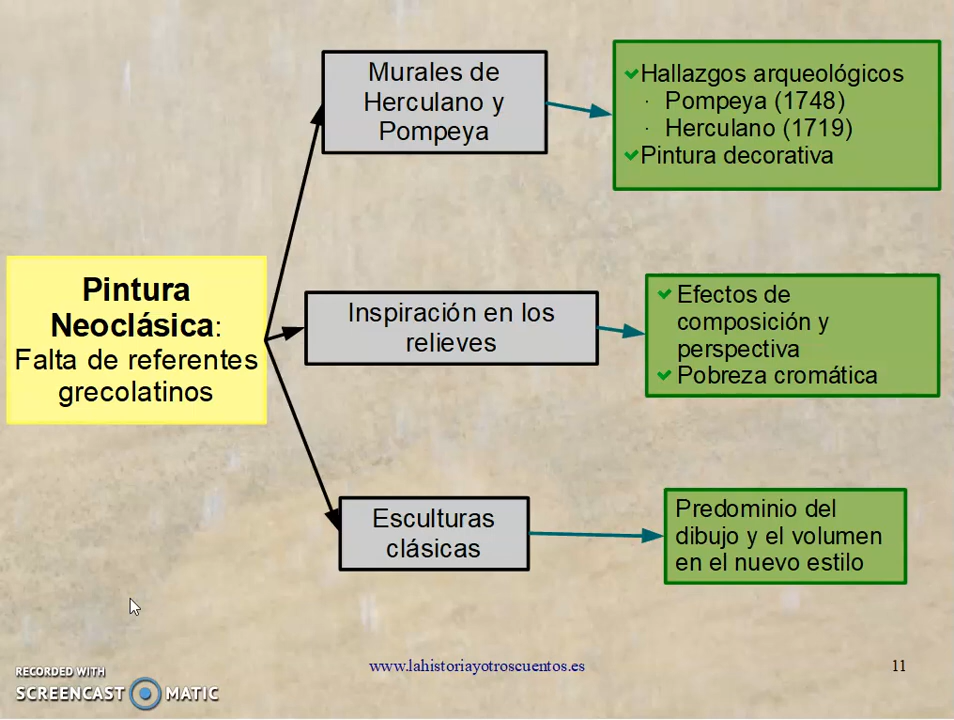 Pintura
Neoclásica:
Falta de referentes
grecolatinos
Murales de
Herculano y
Pompeya
Hallazgos arqueológicos
· Pompeya (1748)
· Herculano (1719)
Pintura decorativa
Inspiración en los
relieves
Efectos de
composición y
perspectiva
Pobreza cromática
Esculturas
clásicas
Predominio del
dibujo y el volumen
en el nuevo estilo
www.lahistoriayotroscuentos.es
11
RECORDED WITH
SCREENCAST MATIC